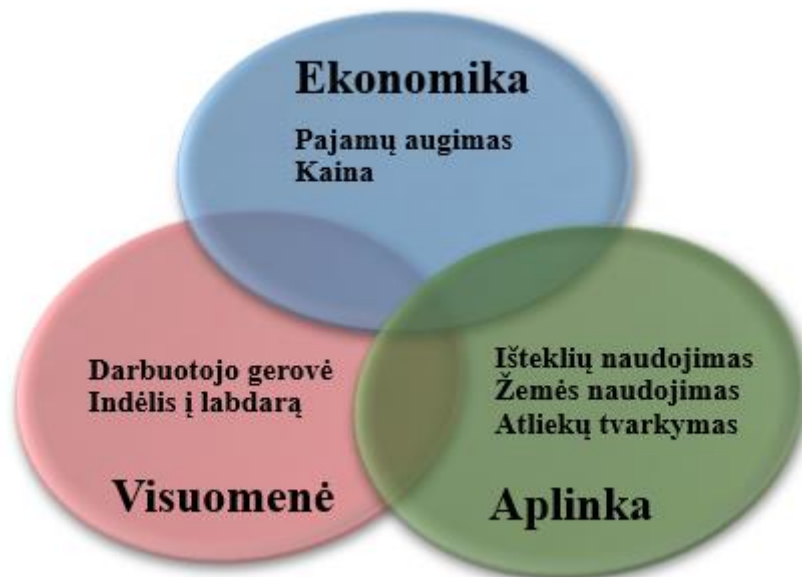 Ekonomika
Pajamų augimas
Kaina
Darbuotojo gerovė
Indėlis į labdarą
Visuomenė
Išteklių naudojimas
Žemės naudojimas
Atliekų tvarkymas
Aplinka